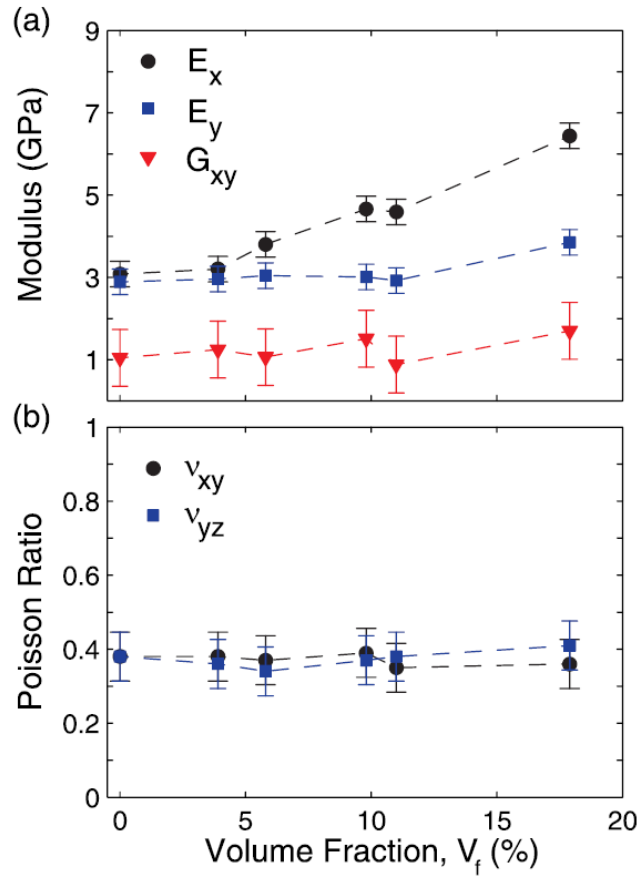 (a)
9
7
5
3
1
Modulus (GPa)
E_x
E_y
G_xy
(b)
1
0.8
0.6
0.4
0.2
0
Poisson Ratio
ν_xy
ν_yz
0 5 10 15 20
Volume Fraction, V_f (%)